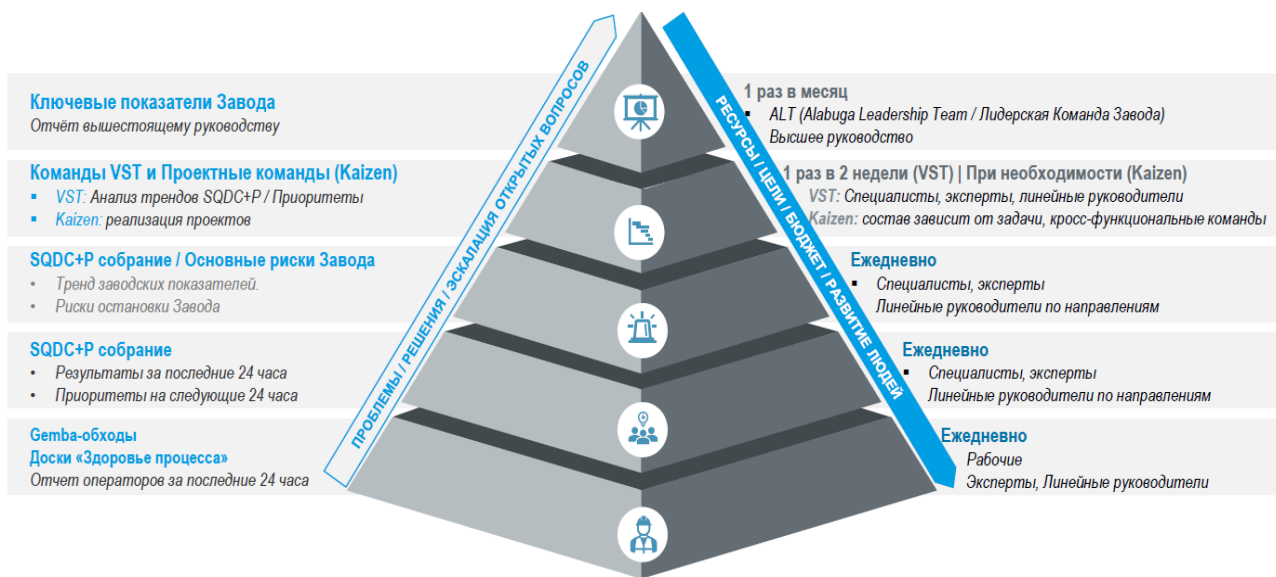 Ключевые показатели Завода
Отчёт вышестоящему руководству
1 раз в месяц
ALT (Alabuga Leadership Team / Лидерская Команда Завода)
Высшее руководство
Команды VST и Проектные команды (Kaizen)
VST: Анализ трендов SQDC+P / Приоритеты
Kaizen: реализация проектов
1 раз в 2 недели (VST) | При необходимости (Kaizen)
VST: Специалисты, эксперты, линейные руководители
Kaizen: состав зависит от задачи, кросс-функциональные команды
SQDC+P собрание / Основные риски Завода
Тренд заводских показателей.
Риски остановки Завода
Ежедневно
Специалисты, эксперты
Линейные руководители по направлениям
SQDC+P собрание
Результаты за последние 24 часа
Приоритеты на следующие 24 часа
Ежедневно
Специалисты, эксперты
Линейные руководители по направлениям
Gemba-обходы
Доски «Здоровье процесса»
Отчет операторов за последние 24 часа
Ежедневно
Рабочие
Эксперты, Линейные руководители
ПРОБЛЕМЫ / РЕШЕНИЯ / ЭСКАЛАЦИЯ ОТКРЫТЫХ ВОПРОСОВ
РЕСУРСЫ / ЦЕЛИ / БЮДЖЕТ / РАЗВИТИЕ ЛЮДЕЙ